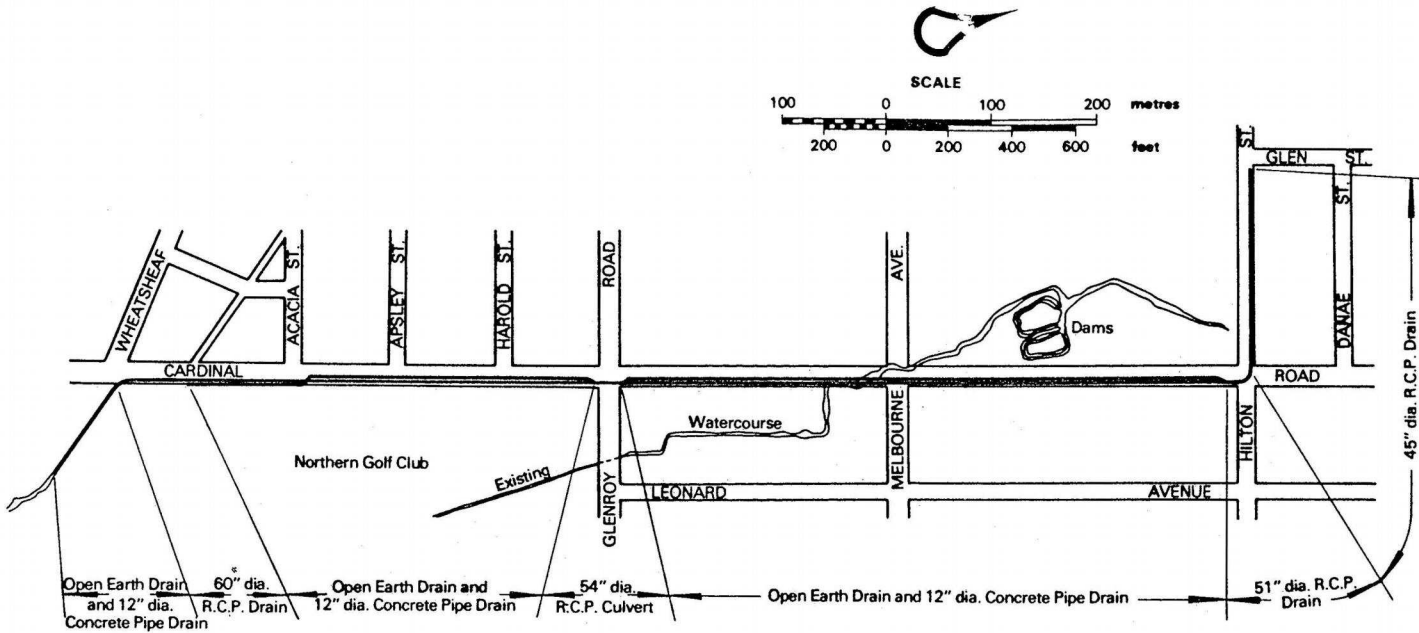 SCALE
100 0 100 200 metres
200 0 200 400 600 feet
ST.
GLEN ST.
ST.
DANAE
WHEATSHEAF
ACACIA ST.
APSLEY ST.
HAROLD ST.
ROAD
AVE.
Dams
CARDINAL
ROAD
Watercourse
Existing
Northern Golf Club
GLENROY
MELBOURNE
HILTON
LEONARD
AVENUE
45" dia. R.C.P. Drain
Open Earth Drain
and 12" dia.
Concrete Pipe Drain
60" dia.
R.C.P. Drain
Open Earth Drain and
12" dia. Concrete Pipe Drain
54" dia.
R.C.P. Culvert
Open Earth Drain and 12" dia. Concrete Pipe Drain
51" dia. R.C.P.
Drain